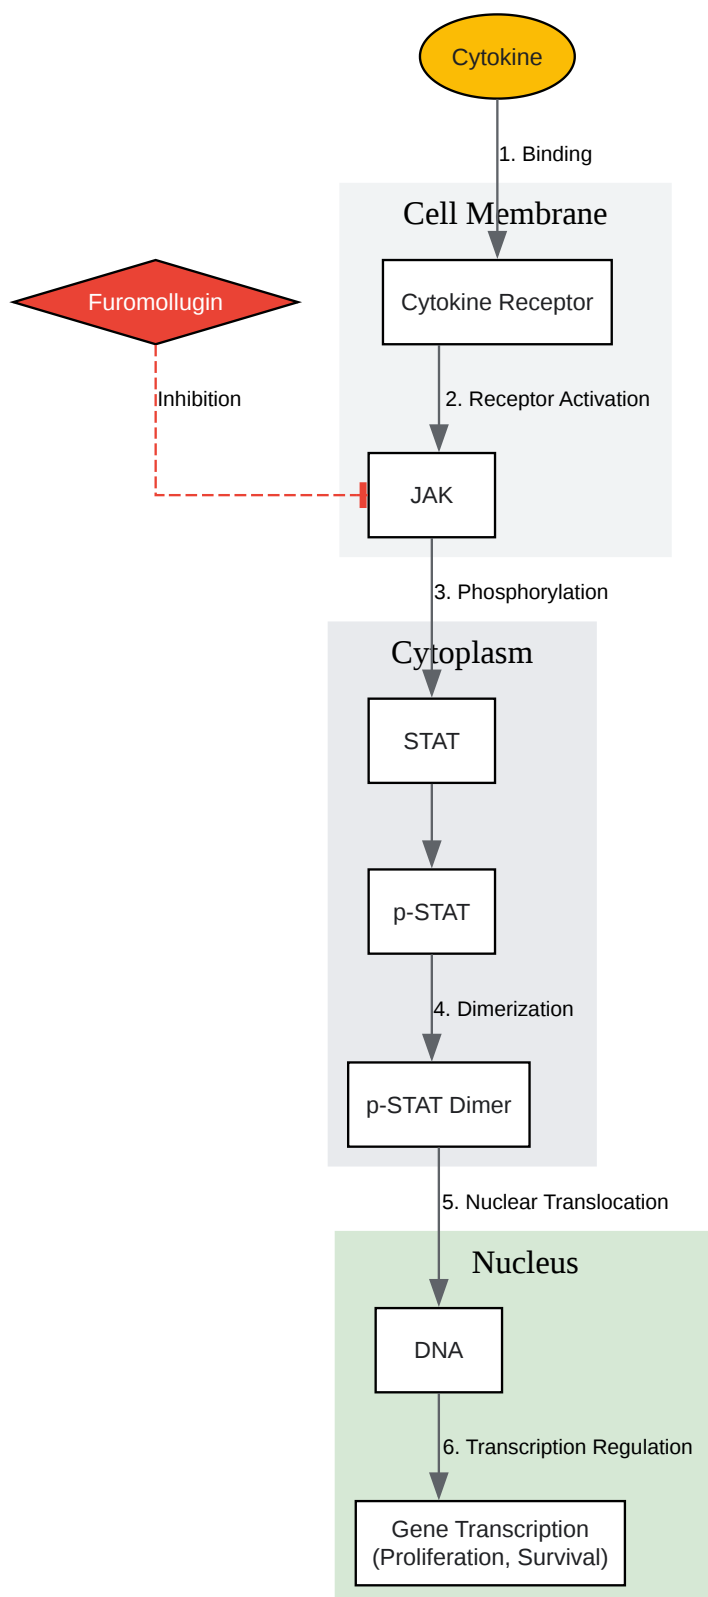 Cytokine
1. Binding
Cell Membrane
Furomollugin
Cytokine Receptor
Inhibition
2. Receptor Activation
JAK
3. Phosphorylation
Cytoplasm
STAT
p-STAT
4. Dimerization
p-STAT Dimer
5. Nuclear Translocation
Nucleus
DNA
6. Transcription Regulation
Gene Transcription
(Proliferation, Survival)